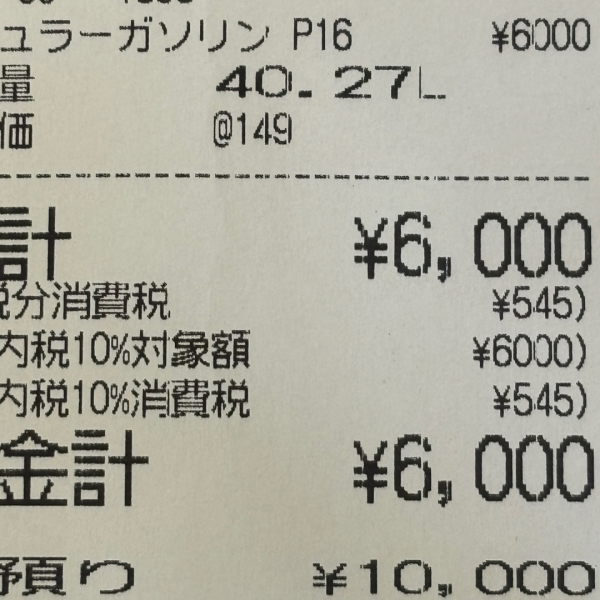 ュラーガソリン P16 ¥6000
量 40.27L
価 @149
計 ¥6,000
税分消費税 ¥545)
内税10%対象額 ¥6000)
内税10%消費税 ¥545)
金計 ¥6,000
預り ¥10,000